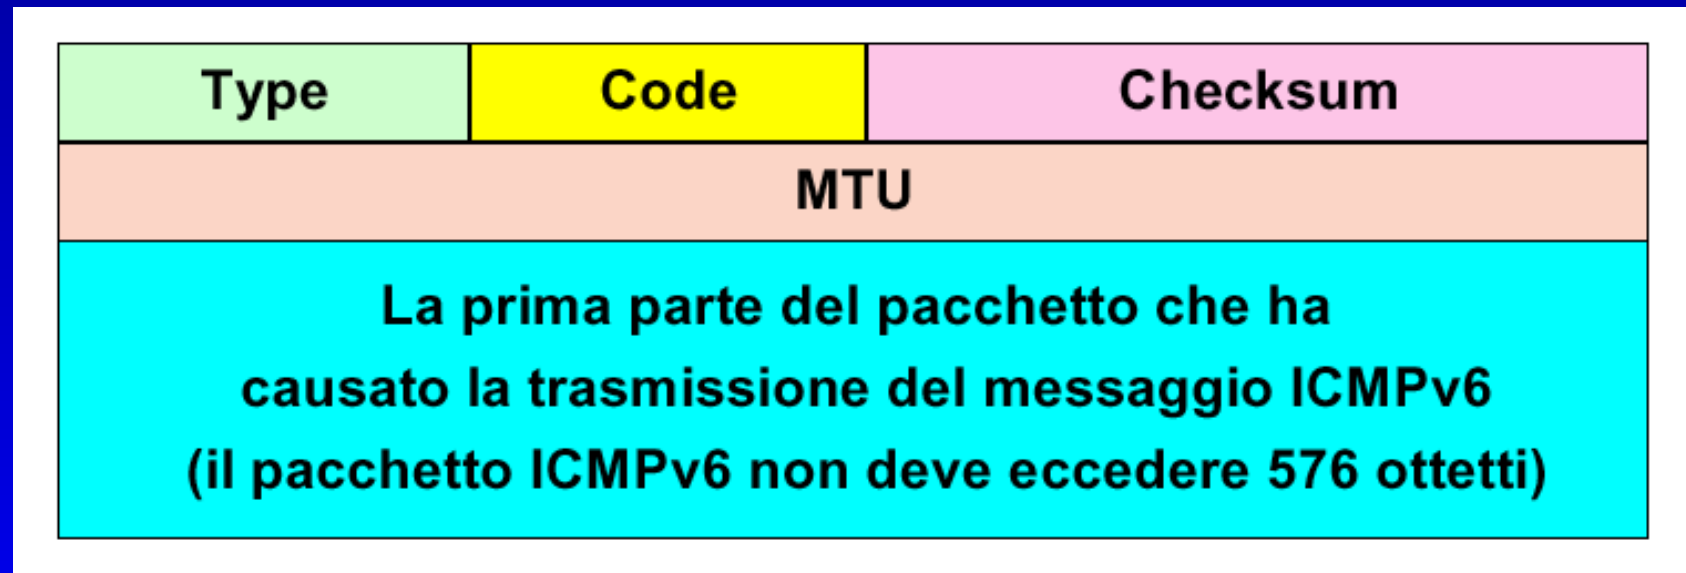 Type Code Checksum
MTU
La prima parte del pacchetto che ha
causato la trasmissione del messaggio ICMPv6
(il pacchetto ICMPv6 non deve eccedere 576 ottetti)